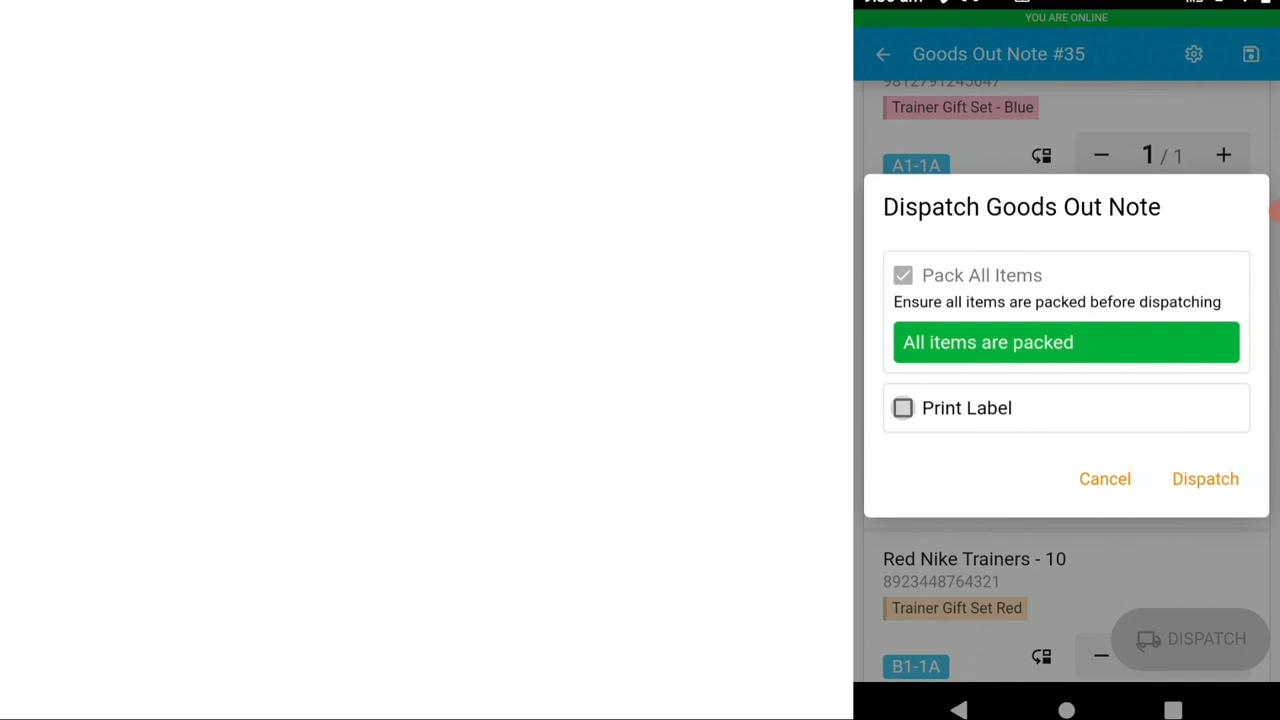 YOU ARE ONLINE
Goods Out Note #35
Trainer Gift Set - Blue
A1-1A
1 / 1
Dispatch Goods Out Note
Pack All Items
Ensure all items are packed before dispatching
All items are packed
Print Label
Cancel Dispatch
Red Nike Trainers - 10
8923448764321
Trainer Gift Set Red
DISPATCH
B1-1A